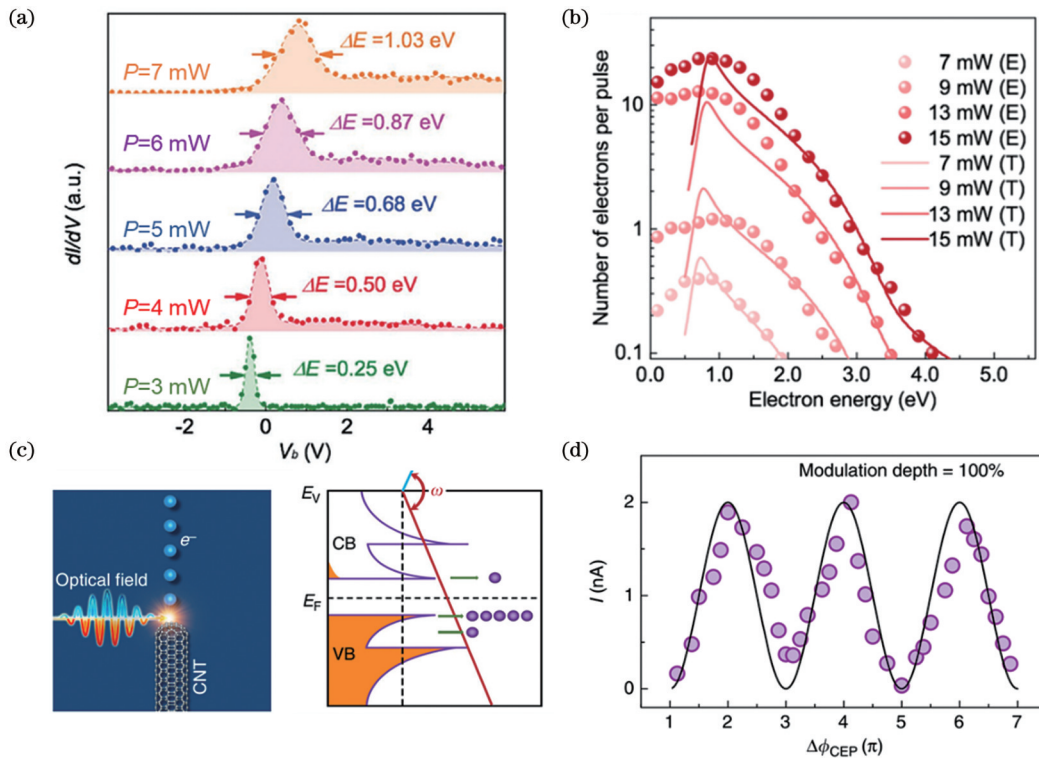 (a)
P=7 mW
ΔE =1.03 eV
P=6 mW
ΔE =0.87 eV
P=5 mW
ΔE =0.68 eV
P=4 mW
ΔE =0.50 eV
P=3 mW
ΔE =0.25 eV
dI/dV (a.u.)
-2 0 2 4
V_b (V)
(b)
Number of electrons per pulse
10
1
0.1
7 mW (E)
9 mW (E)
13 mW (E)
15 mW (E)
7 mW (T)
9 mW (T)
13 mW (T)
15 mW (T)
0.0 1.0 2.0 3.0 4.0 5.0
Electron energy (eV)
(c)
Optical field
e⁻
CNT
E_V
CB
E_F
VB
ω
(d)
Modulation depth = 100%
I (nA)
2
1
0
1 2 3 4 5 6 7
Δϕ_CEP (π)